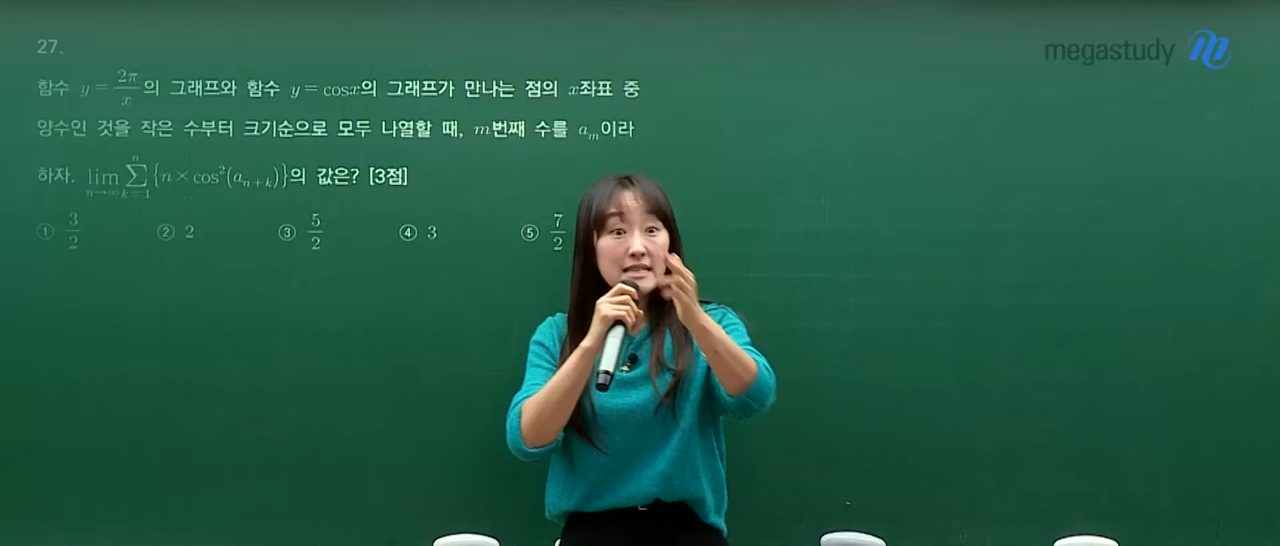 27.
megastudy
함수 y = 2π/x의 그래프와 함수 y = cosx의 그래프가 만나는 점의 x좌표 중
양수인 것을 작은 수부터 크기순으로 모두 나열할 때, m번째 수를 a_m이라
하자. lim_{n→∞} ∑_{k=1}^{n} {n × cos²(a_{n+k})}의 값은? [3점]
① 3/2 ② 2 ③ 5/2 ④ 3 ⑤ 7/2